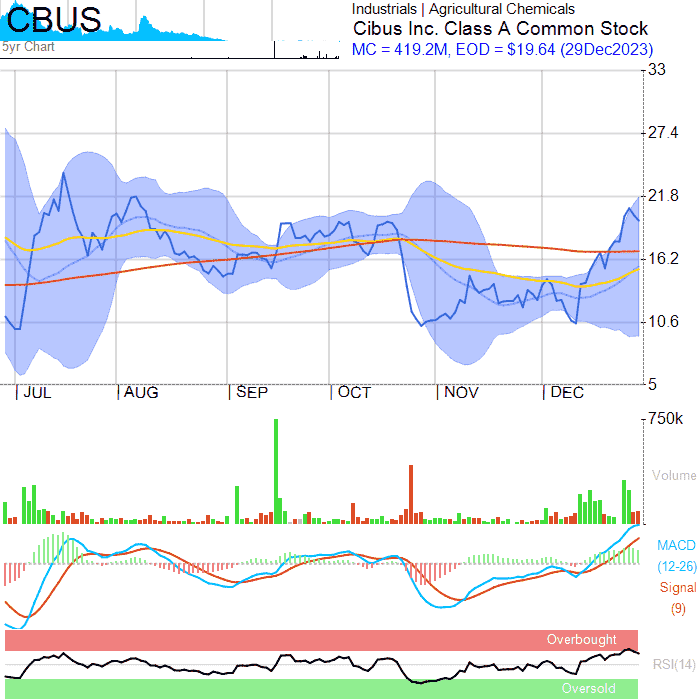 CBUS
5yr Chart
Industrials | Agricultural Chemicals
Cibus Inc. Class A Common Stock
MC = 419.2M, EOD = $19.64 (29Dec2023)
33
27.4
21.8
16.2
10.6
5
JUL AUG SEP OCT NOV DEC
750k
Volume
MACD
(12-26)
Signal
(9)
Overbought
RSI(14)
Oversold